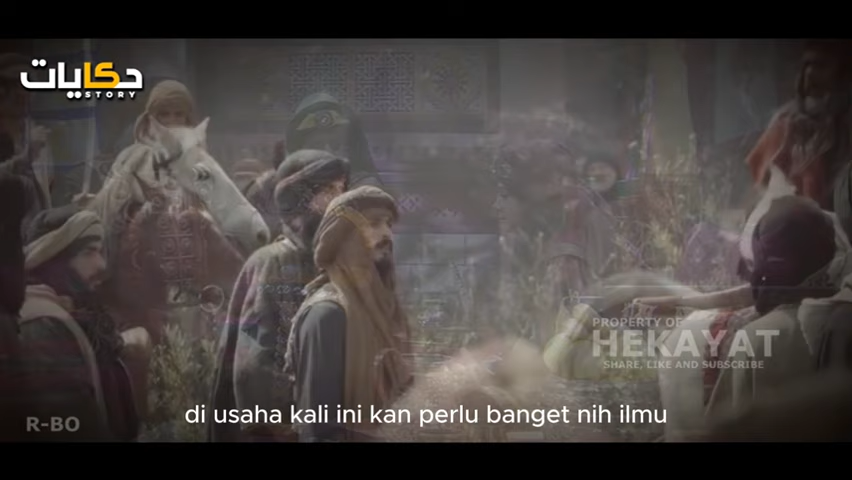 حكايات
STORY
PROPERTY OF
HEKAYAT
SHARE, LIKE AND SUBSCRIBE
di usaha kali ini kan perlu banget nih ilmu
R-BO